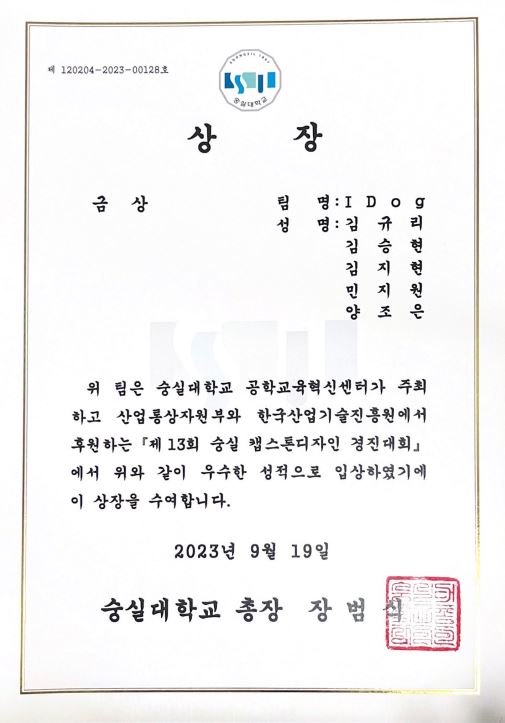 제 120204-2023-00128호
SOONGSIL 1897
숭실대학교
상 장
금 상
팀 명: I D o g
성 명: 김 규 리
김 승 현
김 지 현
민 지 원
양 조 은
위 팀은 숭실대학교 공학교육혁신센터가 주최
하고 산업통상자원부와 한국산업기술진흥원에서
후원하는 『제13회 숭실 캡스톤디자인 경진대회』
에서 위와 같이 우수한 성적으로 입상하였기에
이 상장을 수여합니다.
2023년 9월 19일
숭실대학교 총장 장 범 식